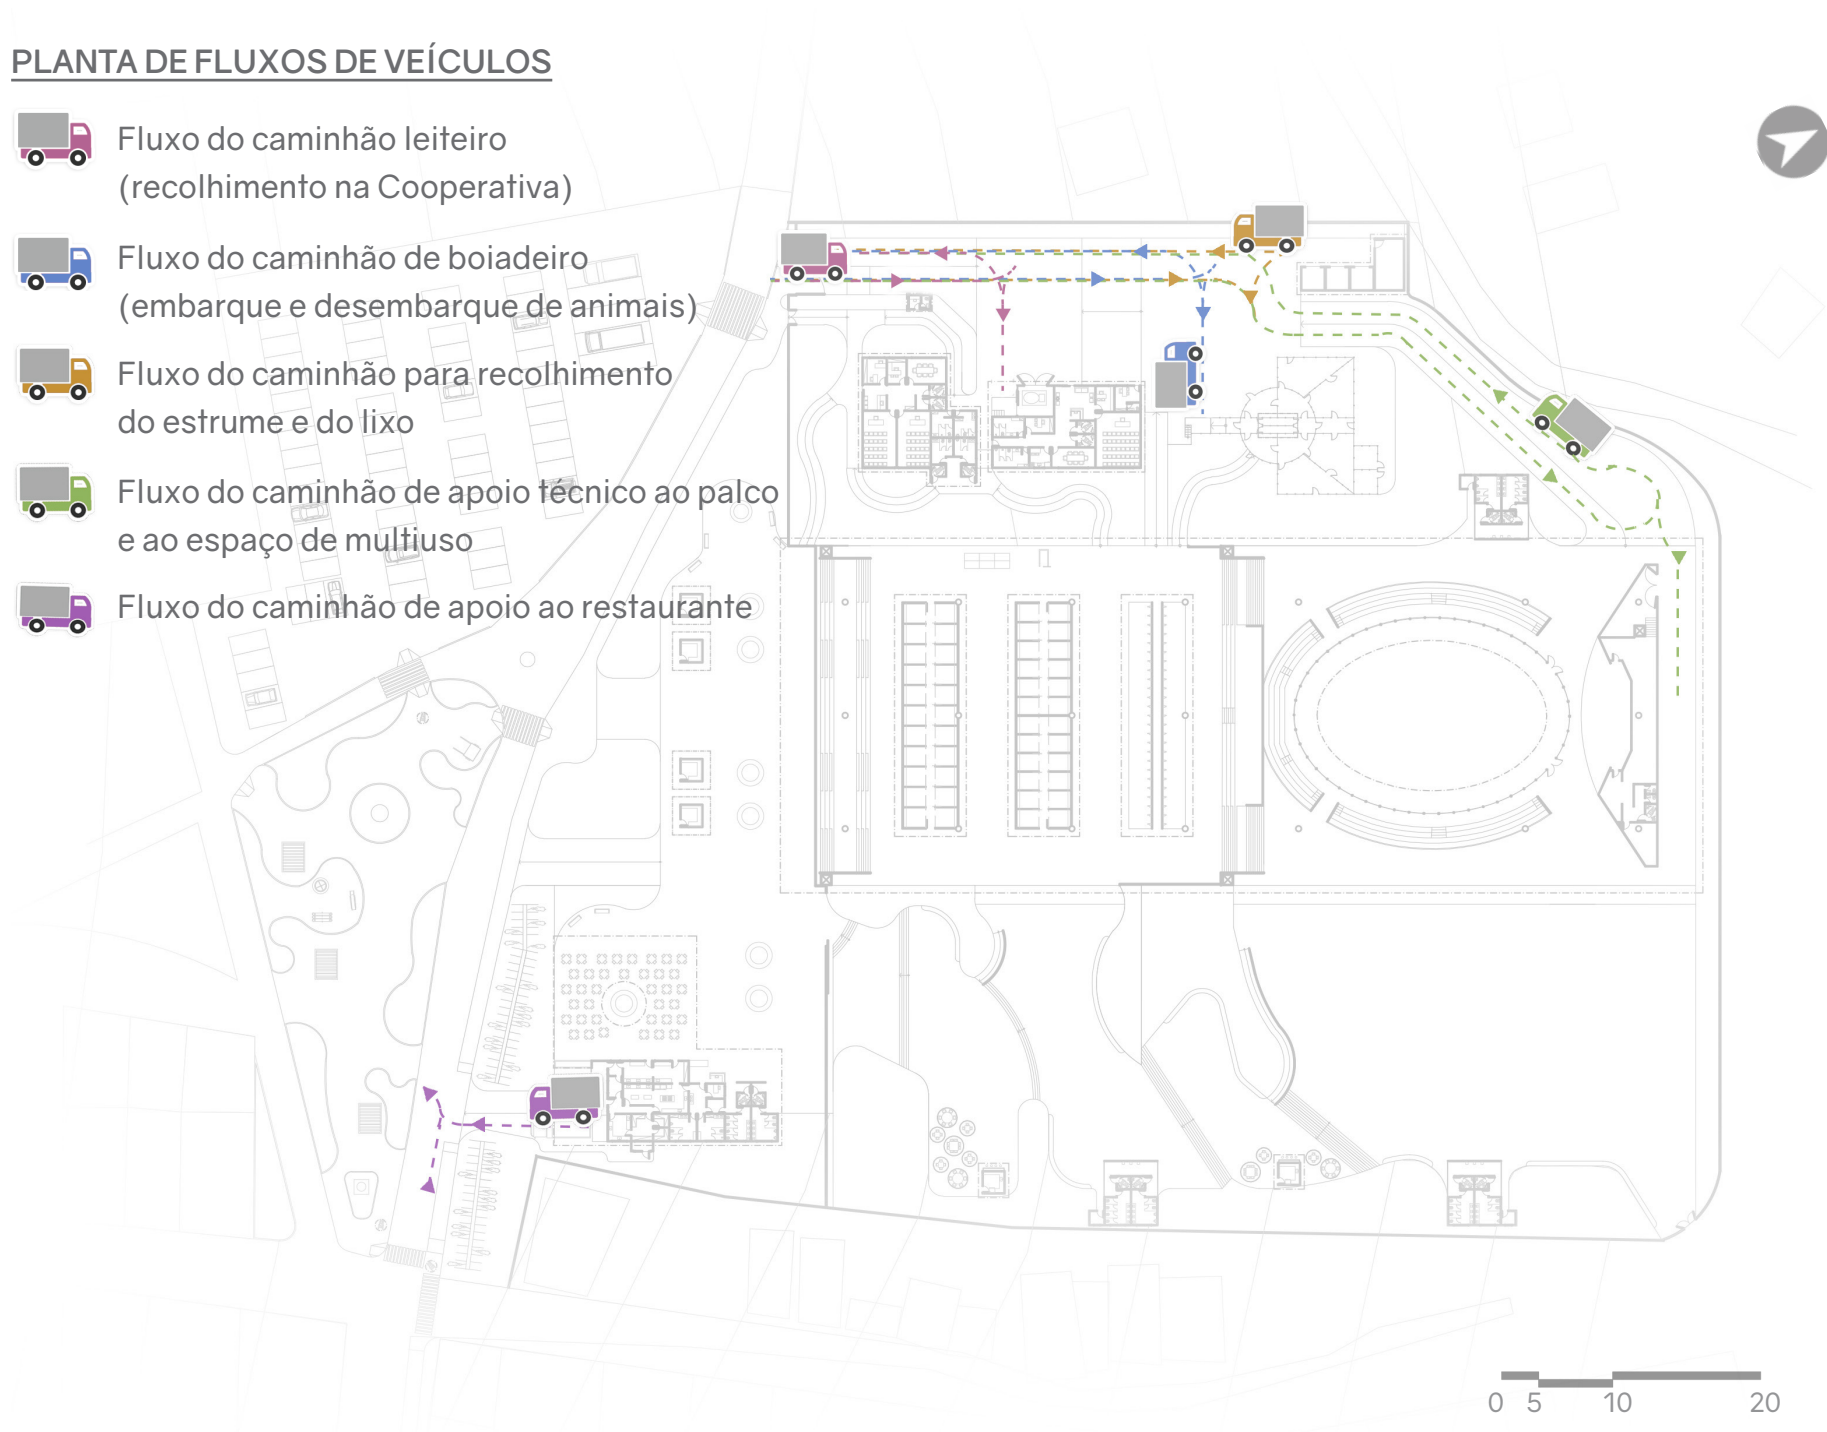 PLANTA DE FLUXOS DE VEÍCULOS
Fluxo do caminhão leiteiro
(recolhimento na Cooperativa)
Fluxo do caminhão de boiadeiro
(embarque e desembarque de animais)
Fluxo do caminhão para recolhimento
do estrume e do lixo
Fluxo do caminhão de apoio técnico ao palco
e ao espaço de multiuso
Fluxo do caminhão de apoio ao restaurante
0 5 10 20